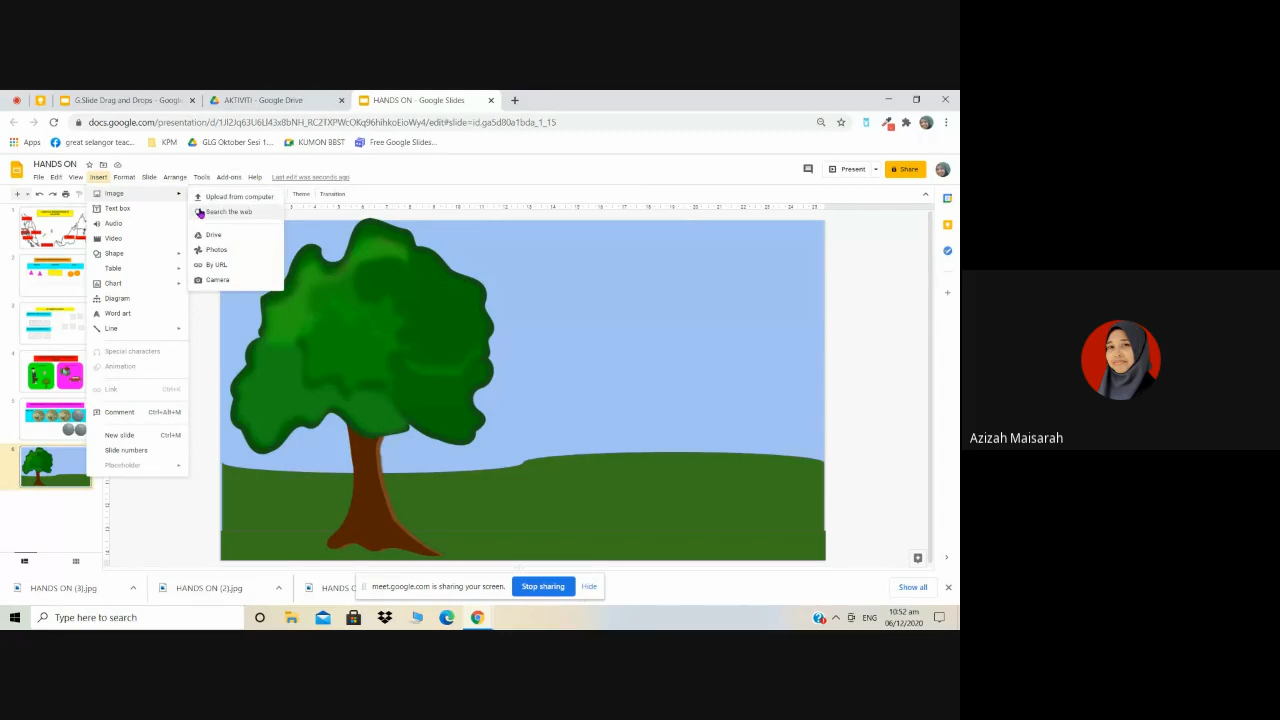 G.Slide Drag and Drops - Google
AKTIVITI - Google Drive
HANDS ON - Google Slides
docs.google.com/presentation/d/1Jl2Jq63U6Ll43x8bNH_RC2TXPWcOKq96hihkoEioWy4/edit#slide=id.ga5d80a1bda_1_15
Apps
great selangor teac...
KPM
GLG Oktober Sesi 1...
KUMON BBST
Free Google Slides...
HANDS ON
File Edit View Insert Format Slide Arrange Tools Add-ons Help Last edit was seconds ago
Present
Share
Theme Transition
Image
Text box
Audio
Video
Shape
Table
Chart
Diagram
Word art
Line
Special characters
Animation
Link Ctrl+K
Comment Ctrl+Alt+M
New slide Ctrl+M
Slide numbers
Placeholder
Upload from computer
Search the web
Drive
Photos
By URL
Camera
Azizah Maisarah
HANDS ON (3).jpg
HANDS ON (2).jpg
HANDS O
meet.google.com is sharing your screen.
Stop sharing
Hide
Show all
Type here to search
ENG
10:52 am
06/12/2020